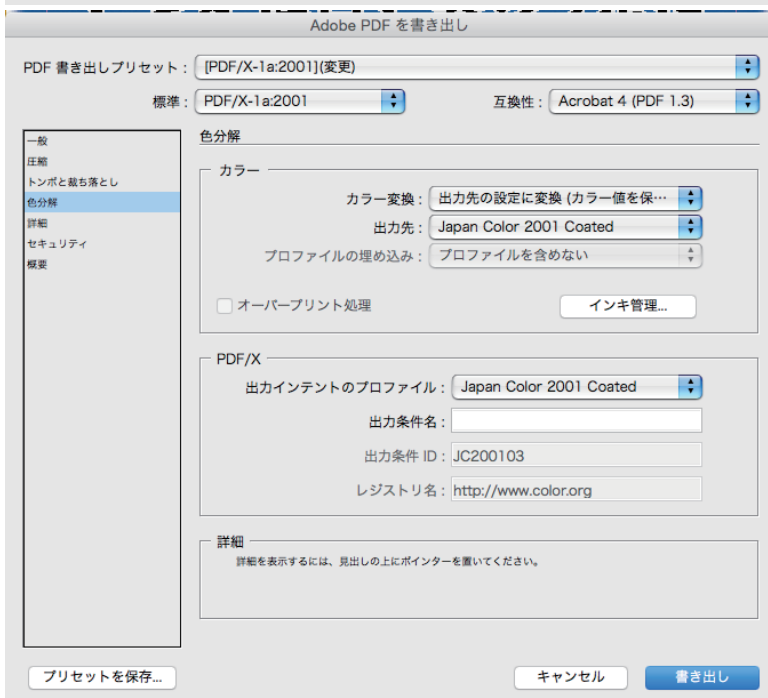 Adobe PDF を書き出し
PDF 書き出しプリセット : [PDF/X-1a:2001](変更)
標準 : PDF/X-1a:2001 互換性 : Acrobat 4 (PDF 1.3)
一般
圧縮
トンボと裁ち落とし
色分解
詳細
セキュリティ
概要
色分解
カラー
カラー変換 : 出力先の設定に変換 (カラー値を保…
出力先 : Japan Color 2001 Coated
プロファイルの埋め込み : プロファイルを含めない
オーバープリント処理 インキ管理...
PDF/X
出力インテントのプロファイル : Japan Color 2001 Coated
出力条件名 :
出力条件 ID : JC200103
レジストリ名 : http://www.color.org
詳細
詳細を表示するには、見出しの上にポインターを置いてください。
プリセットを保存... キャンセル 書き出し